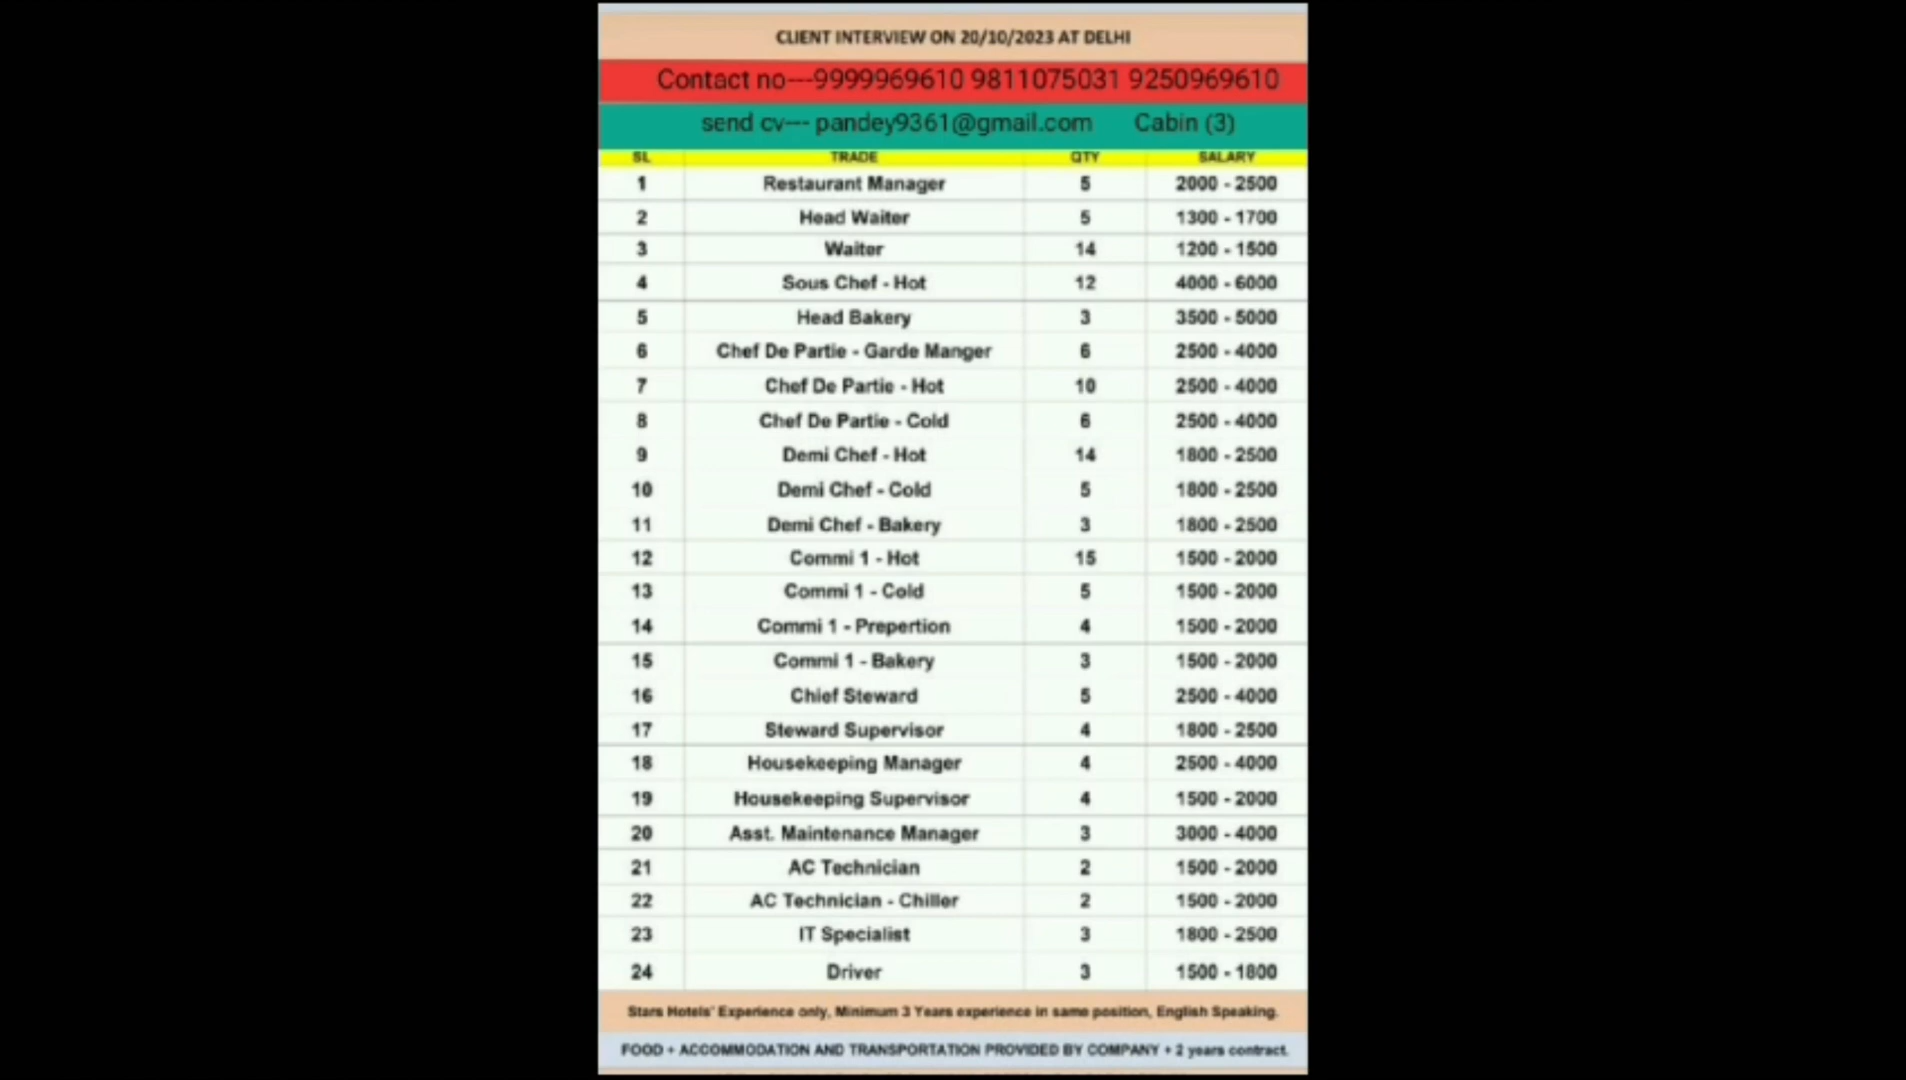 CLIENT INTERVIEW ON 20/10/2023 AT DELHI
Contact no---9999969610 9811075031 9250969610
send cv--- pandey9361@gmail.com Cabin (3)
SL TRADE QTY SALARY
1 Restaurant Manager 5 2000 - 2500
2 Head Waiter 5 1300 - 1700
3 Waiter 14 1200 - 1500
4 Sous Chef - Hot 12 4000 - 6000
5 Head Bakery 3 3500 - 5000
6 Chef De Partie - Garde Manger 6 2500 - 4000
7 Chef De Partie - Hot 10 2500 - 4000
8 Chef De Partie - Cold 6 2500 - 4000
9 Demi Chef - Hot 14 1800 - 2500
10 Demi Chef - Cold 5 1800 - 2500
11 Demi Chef - Bakery 3 1800 - 2500
12 Commi 1 - Hot 15 1500 - 2000
13 Commi 1 - Cold 5 1500 - 2000
14 Commi 1 - Prepertion 4 1500 - 2000
15 Commi 1 - Bakery 3 1500 - 2000
16 Chief Steward 5 2500 - 4000
17 Steward Supervisor 4 1800 - 2500
18 Housekeeping Manager 4 2500 - 4000
19 Housekeeping Supervisor 4 1500 - 2000
20 Asst. Maintenance Manager 3 3000 - 4000
21 AC Technician 2 1500 - 2000
22 AC Technician - Chiller 2 1500 - 2000
23 IT Specialist 3 1800 - 2500
24 Driver 3 1500 - 1800
Stars Hotels' Experience only, Minimum 3 Years experience in same position, English Speaking.
FOOD + ACCOMMODATION AND TRANSPORTATION PROVIDED BY COMPANY + 2 years contract.